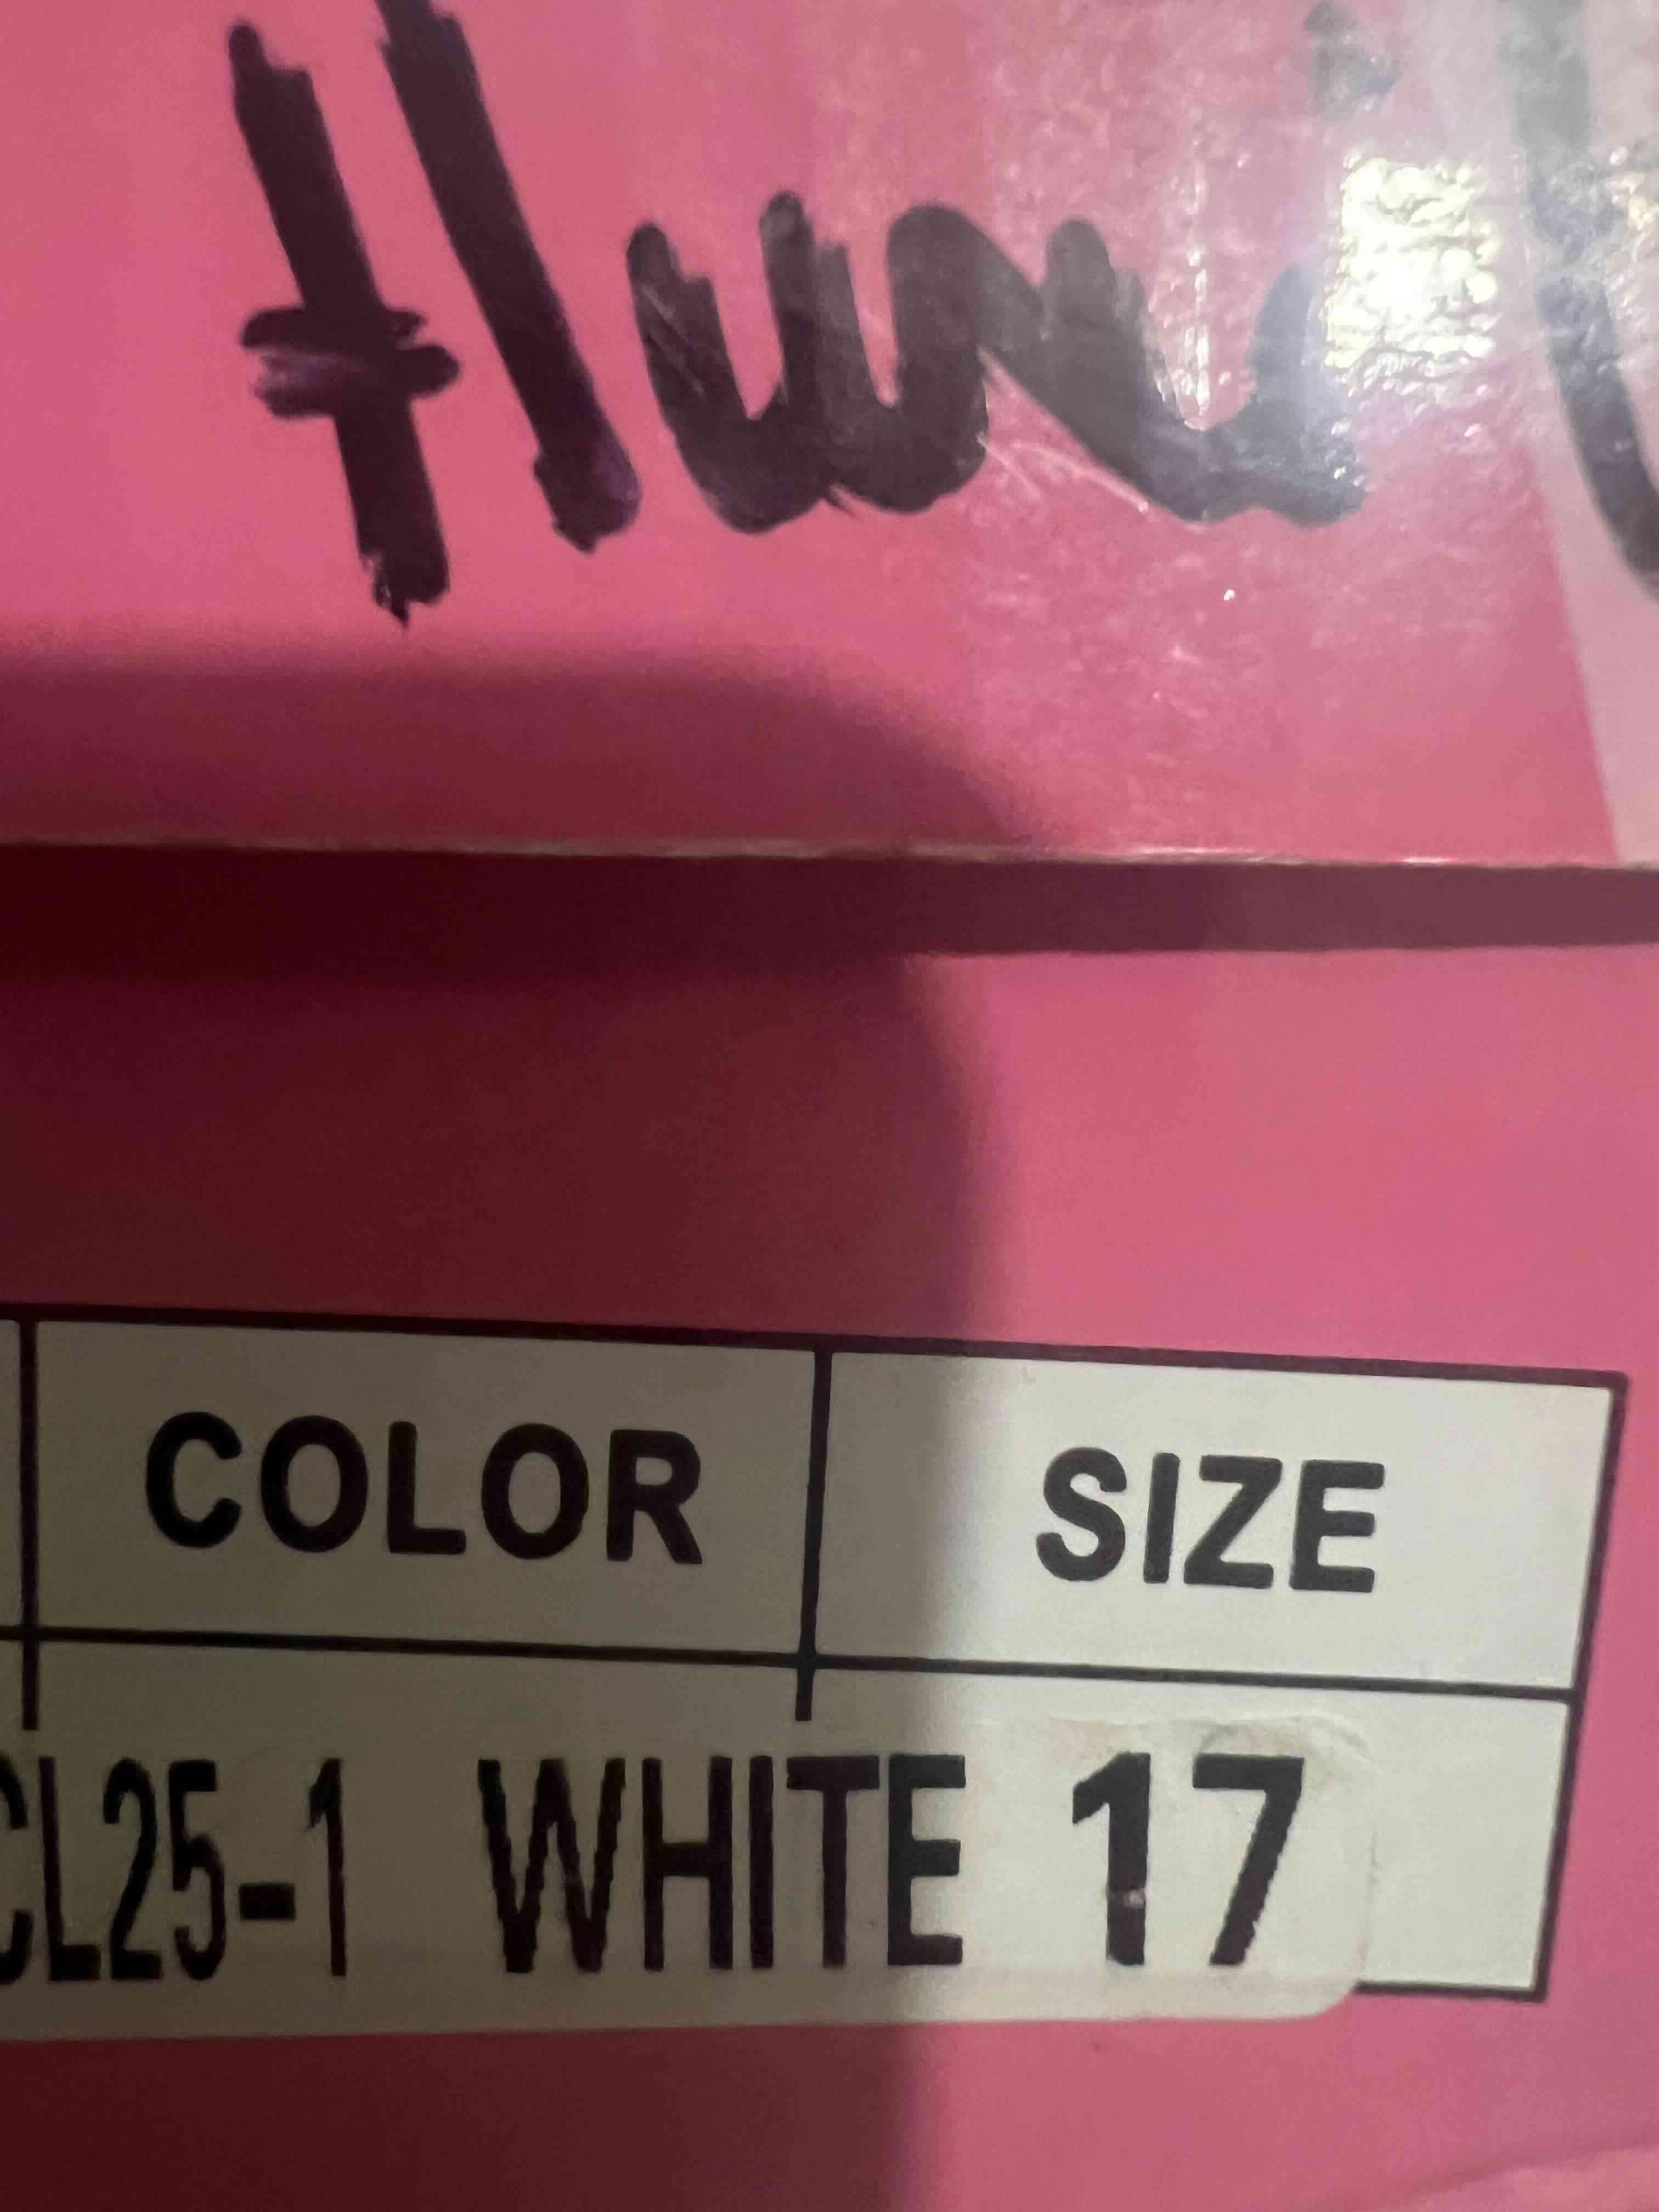 COLOR SIZE
CL25-1 WHITE 17